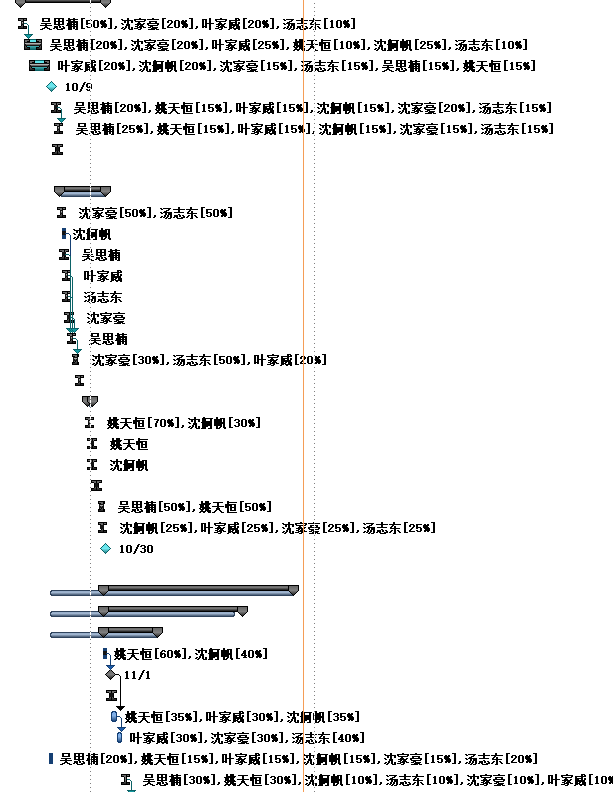 吴思楠[50%],沈家豪[20%],叶家威[20%],汤志东[10%]
吴思楠[20%],沈家豪[20%],叶家威[25%],姚天恒[10%],沈舸帆[25%],汤志东[10%]
叶家威[20%],沈舸帆[20%],沈家豪[15%],汤志东[15%],吴思楠[15%],姚天恒[15%]
10/9
吴思楠[20%],姚天恒[15%],叶家威[15%],沈舸帆[15%],沈家豪[20%],汤志东[15%]
吴思楠[25%],姚天恒[15%],叶家威[15%],沈舸帆[15%],沈家豪[15%],汤志东[15%]
沈家豪[50%],汤志东[50%]
沈舸帆
吴思楠
叶家威
汤志东
沈家豪
吴思楠
沈家豪[30%],汤志东[50%],叶家威[20%]
姚天恒[70%],沈舸帆[30%]
姚天恒
沈舸帆
吴思楠[50%],姚天恒[50%]
沈舸帆[25%],叶家威[25%],沈家豪[25%],汤志东[25%]
10/30
姚天恒[60%],沈舸帆[40%]
11/1
姚天恒[35%],叶家威[30%],沈舸帆[35%]
叶家威[30%],沈家豪[30%],汤志东[40%]
吴思楠[20%],姚天恒[15%],叶家威[15%],沈舸帆[15%],沈家豪[15%],汤志东[20%]
吴思楠[30%],姚天恒[30%],沈舸帆[10%],汤志东[10%],沈家豪[10%],叶家威[10%